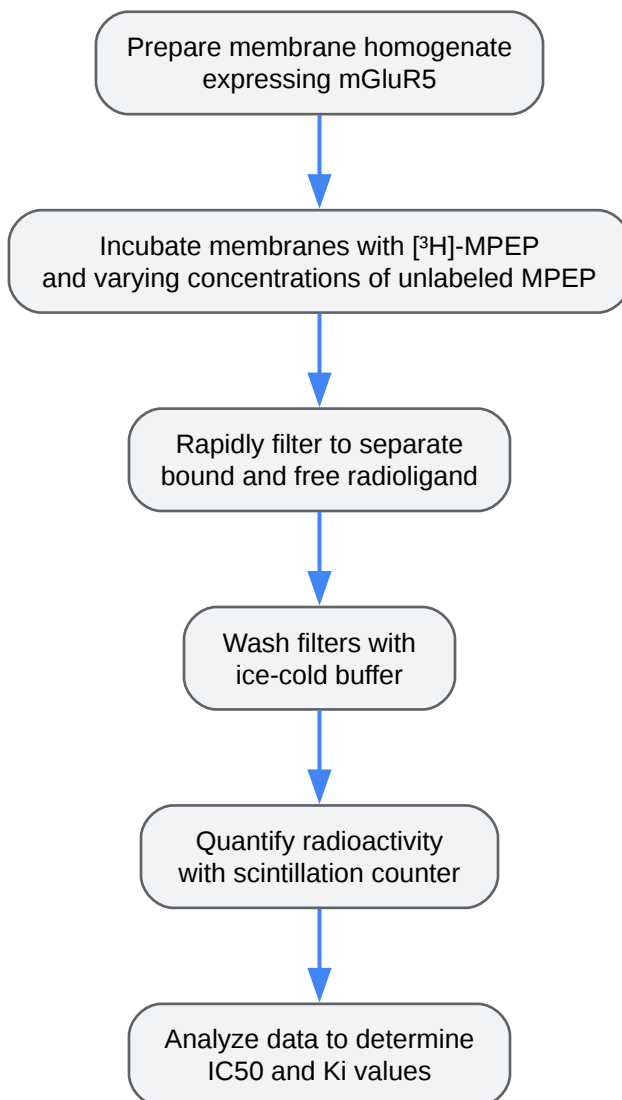 Prepare membrane homogenate
expressing mGluR5
Incubate membranes with [³H]-MPEP
and varying concentrations of unlabeled MPEP
Rapidly filter to separate
bound and free radioligand
Wash filters with
ice-cold buffer
Quantify radioactivity
with scintillation counter
Analyze data to determine
IC50 and Ki values